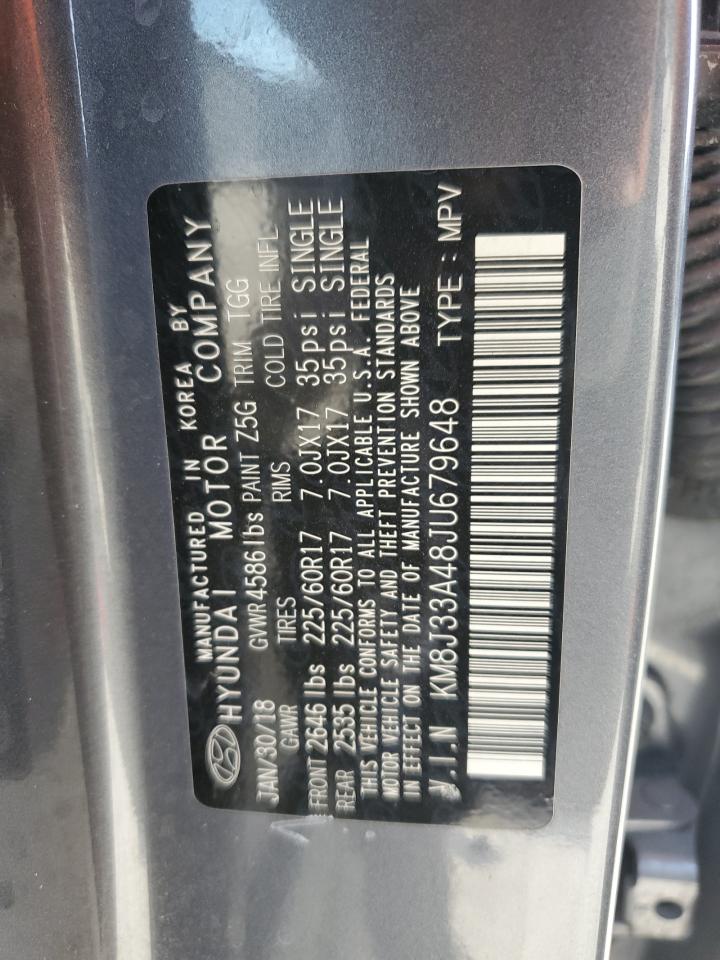 MANUFACTURED IN KOREA BY
HYUNDAI MOTOR COMPANY
JAN/30/18 GVWR 4586 lbs PAINT Z5G TRIM TGG
GAWR TIRES RIMS COLD TIRE INFL
FRONT 2646 lbs 225/60R17 7.0JX17 35psi SINGLE
REAR 2535 lbs 225/60R17 7.0JX17 35psi SINGLE
THIS VEHICLE CONFORMS TO ALL APPLICABLE U.S.A. FEDERAL
MOTOR VEHICLE SAFETY AND THEFT PREVENTION STANDARDS
IN EFFECT ON THE DATE OF MANUFACTURE SHOWN ABOVE
V.I.N KM8J33A48JU679648 TYPE : MPV